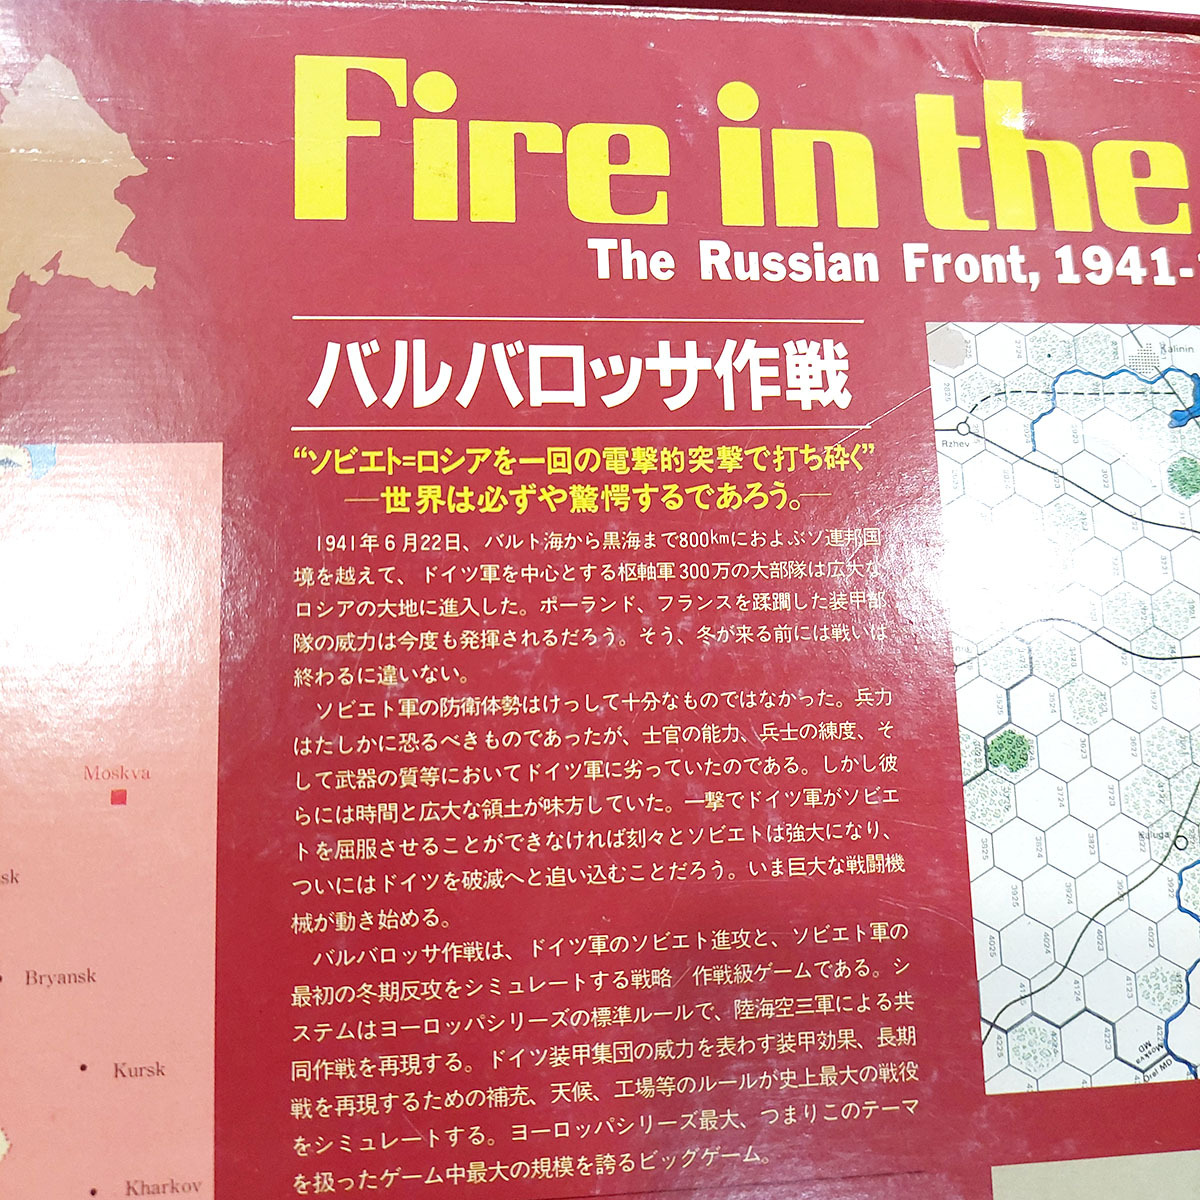 Fire in the
The Russian Front, 1941-
バルバロッサ作戦
“ソビエト=ロシアを一回の電撃的突撃で打ち砕く”
―世界は必ずや驚愕するであろう。―
1941年6月22日、バルト海から黒海まで800kmにおよぶソ連邦国
境を越えて、ドイツ軍を中心とする枢軸軍300万の大部隊は広大な
ロシアの大地に進入した。ポーランド、フランスを蹂躙した装甲部
隊の威力は今度も発揮されるだろう。そう、冬が来る前には戦いは
終わるに違いない。
ソビエト軍の防衛体勢はけっして十分なものではなかった。兵力
はたしかに恐るべきものであったが、士官の能力、兵士の練度、そ
して武器の質等においてドイツ軍に劣っていたのである。しかし彼
らには時間と広大な領土が味方していた。一撃でドイツ軍がソビエ
トを屈服させることができなければ刻々とソビエトは強大になり、
ついにはドイツを破滅へと追い込むことだろう。いま巨大な戦闘機
械が動き始める。
バルバロッサ作戦は、ドイツ軍のソビエト進攻と、ソビエト軍の
最初の冬期反攻をシミュレートする戦略／作戦級ゲームである。シ
ステムはヨーロッパシリーズの標準ルールで、陸海空三軍による共
同作戦を再現する。ドイツ装甲集団の威力を表わす装甲効果、長期
戦を再現するための補充、天候、工場等のルールが史上最大の戦役
をシミュレートする。ヨーロッパシリーズ最大、つまりこのテーマ
を扱ったゲーム中最大の規模を誇るビッグゲーム。
Moskva
sk
Bryansk
Kursk
Kharkov
Kalinin
Rzhev
Kaluga
3723
3724
3823
3824
3825
3924
3925
4023
4024
4025
4123
4124
4125
4223
4225
Moskva MD
Orel MD